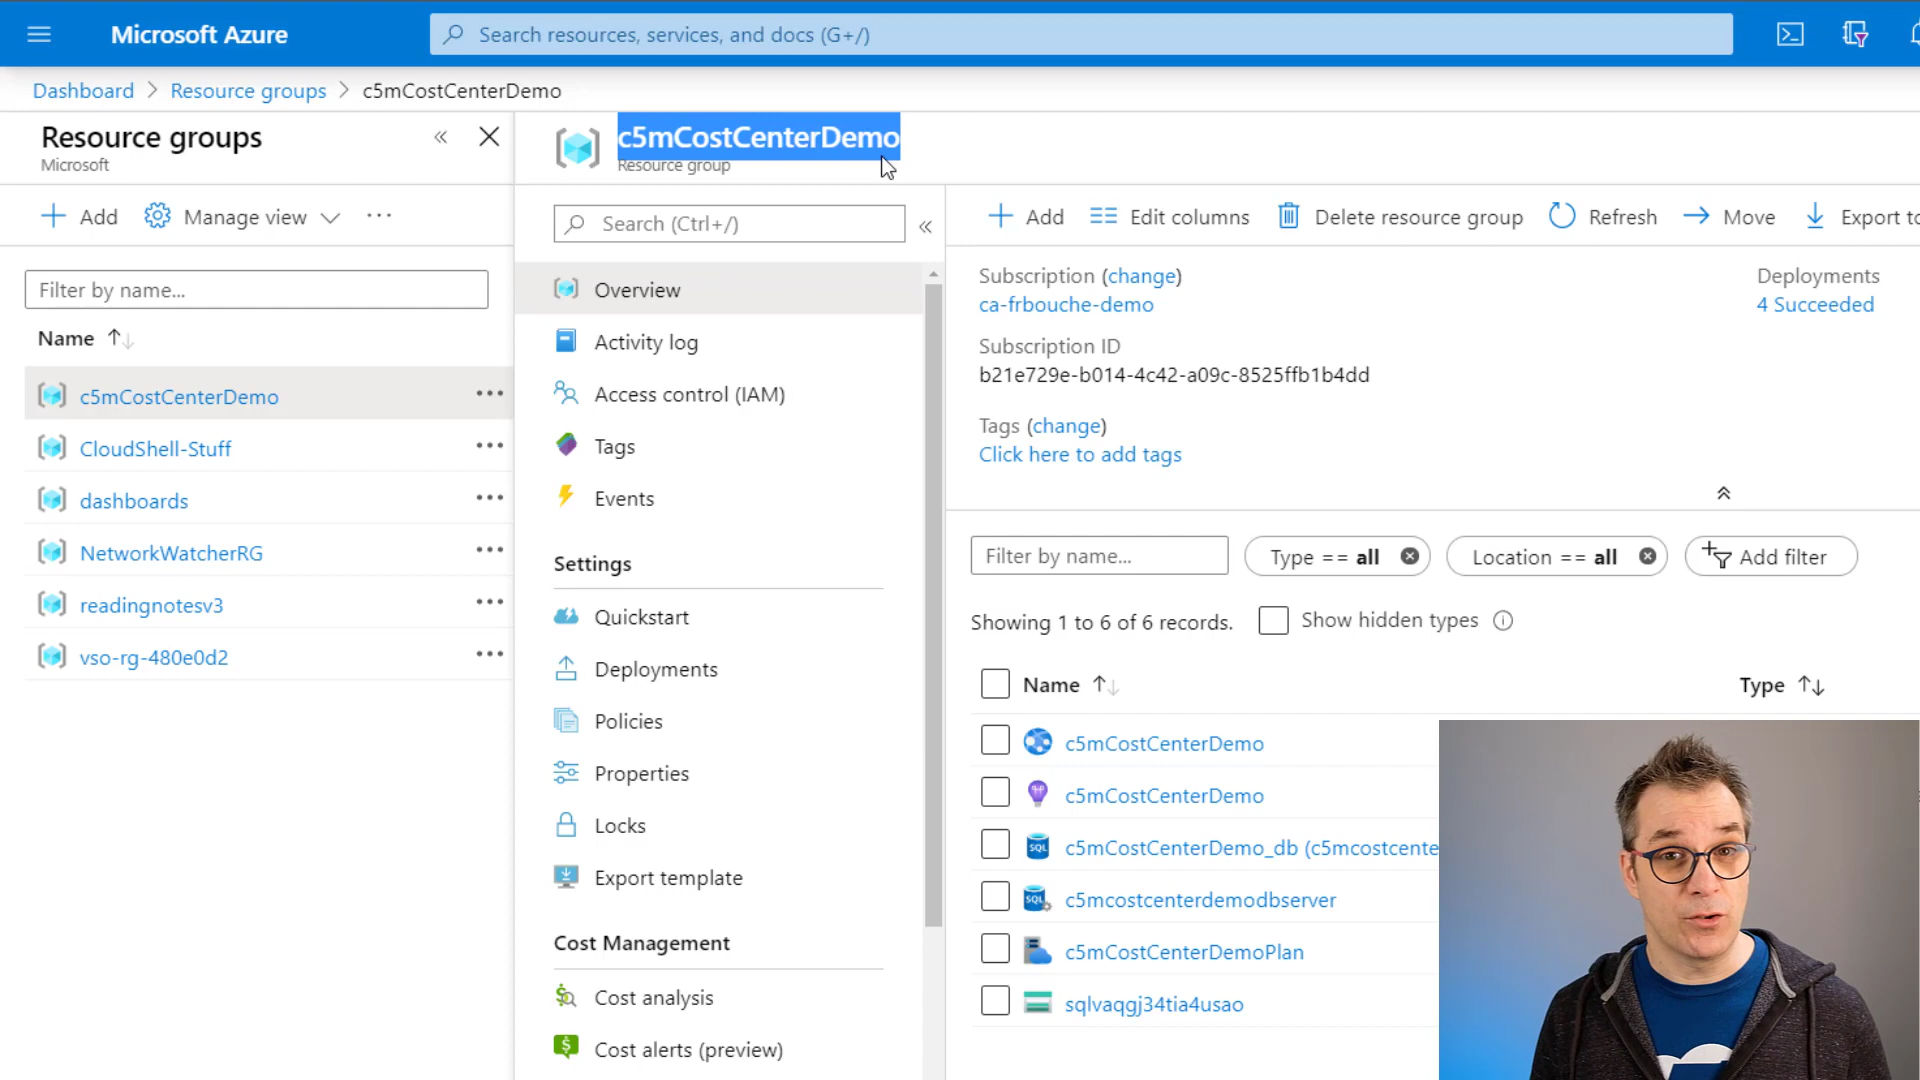 Microsoft Azure
Search resources, services, and docs (G+/)
Dashboard > Resource groups > c5mCostCenterDemo
Resource groups
Microsoft
Add
Manage view
Filter by name...
Name
c5mCostCenterDemo
CloudShell-Stuff
dashboards
NetworkWatcherRG
readingnotesv3
vso-rg-480e0d2
c5mCostCenterDemo
Resource group
Search (Ctrl+/)
Overview
Activity log
Access control (IAM)
Tags
Events
Settings
Quickstart
Deployments
Policies
Properties
Locks
Export template
Cost Management
Cost analysis
Cost alerts (preview)
Add
Edit columns
Delete resource group
Refresh
Move
Export to
Subscription (change)
ca-frbouche-demo
Subscription ID
b21e729e-b014-4c42-a09c-8525ffb1b4dd
Tags (change)
Click here to add tags
Deployments
4 Succeeded
Filter by name...
Type == all
Location == all
Add filter
Showing 1 to 6 of 6 records.
Show hidden types
Name
Type
c5mCostCenterDemo
c5mCostCenterDemo
SQL
c5mCostCenterDemo_db (c5mcostcente
SQL
c5mcostcenterdemodbserver
c5mCostCenterDemoPlan
sqlvaqgj34tia4usao